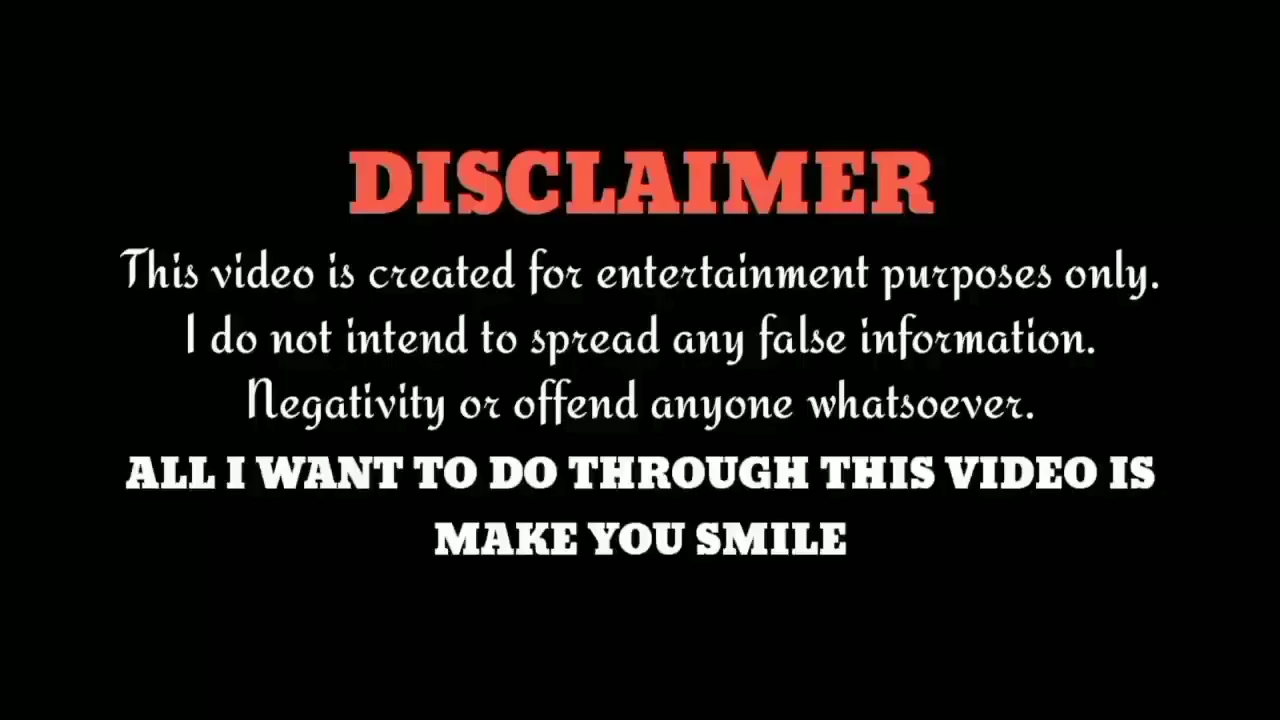 DISCLAIMER
This video is created for entertainment purposes only.
I do not intend to spread any false information.
Negativity or offend anyone whatsoever.
ALL I WANT TO DO THROUGH THIS VIDEO IS
MAKE YOU SMILE